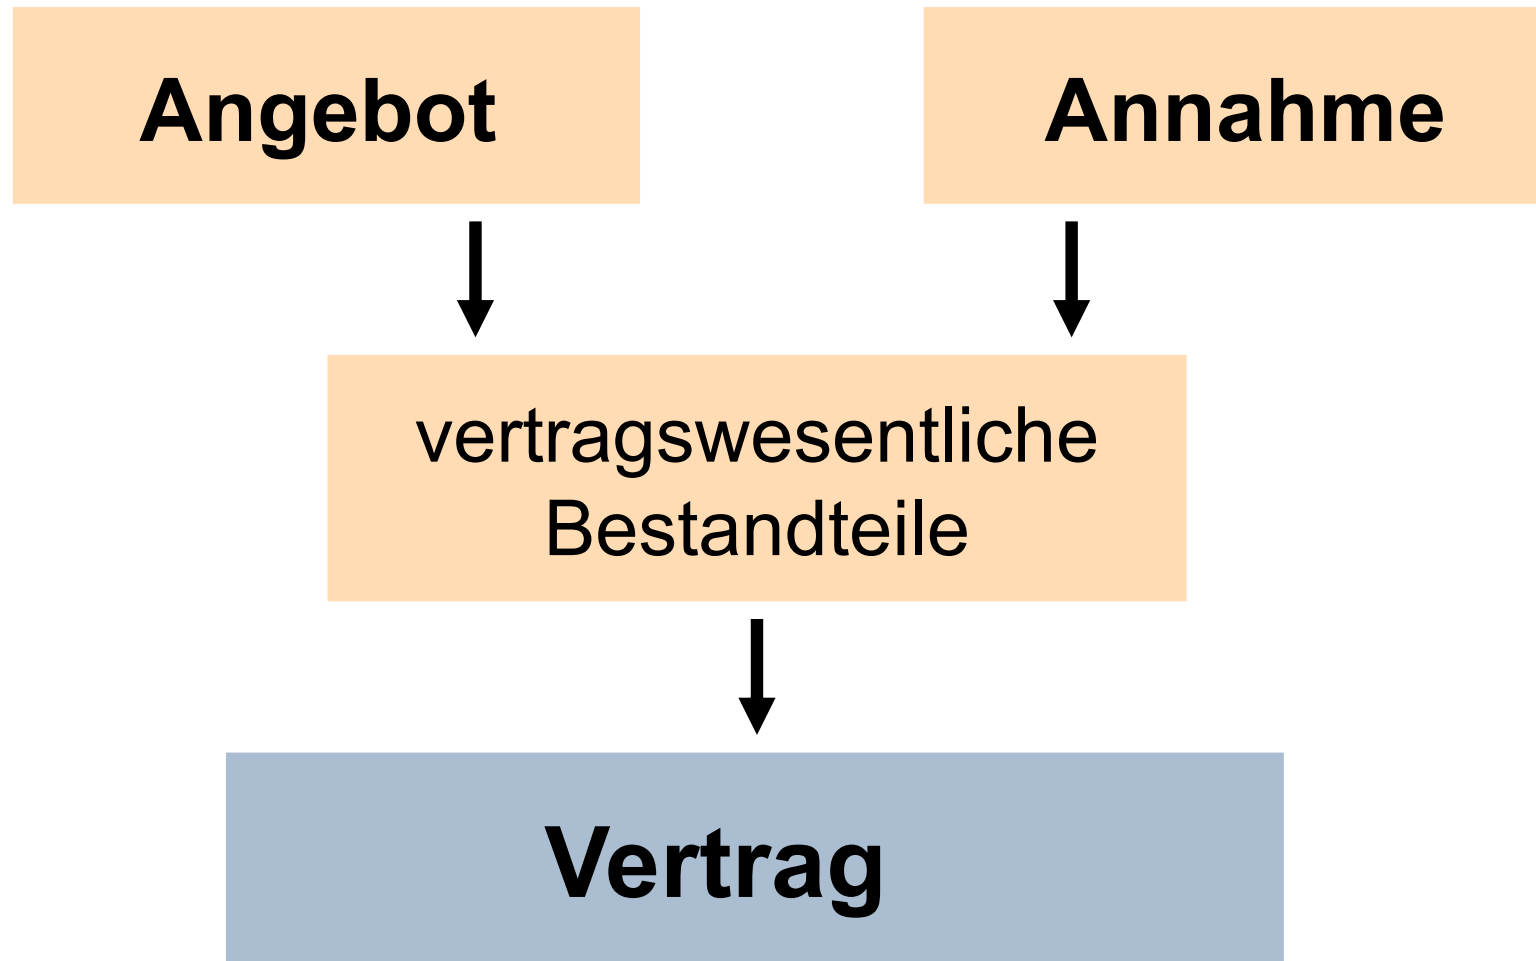 Angebot
Annahme
vertragswesentliche
Bestandteile
Vertrag